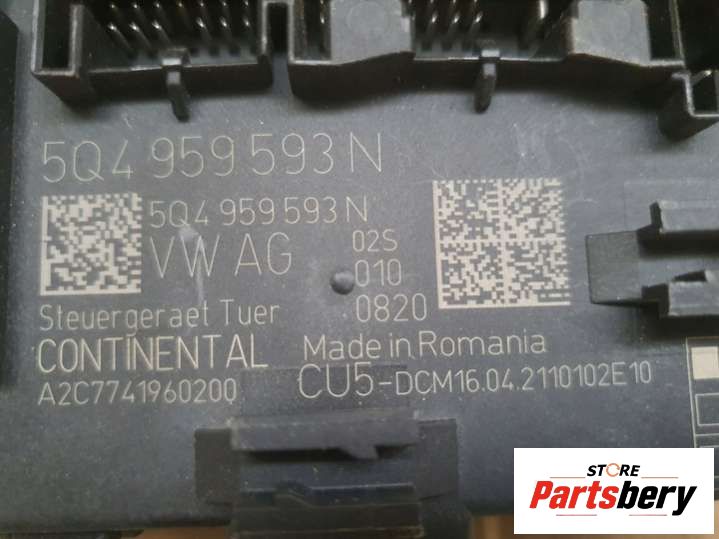 5Q4 959 593 N
5Q4 959 593 N
VW AG
02S
010
0820
Steuergeraet Tuer
CONTINENTAL
Made in Romania
A2C7741960200
CU5-DCM16.04.2110102E10
STORE
Partsbery